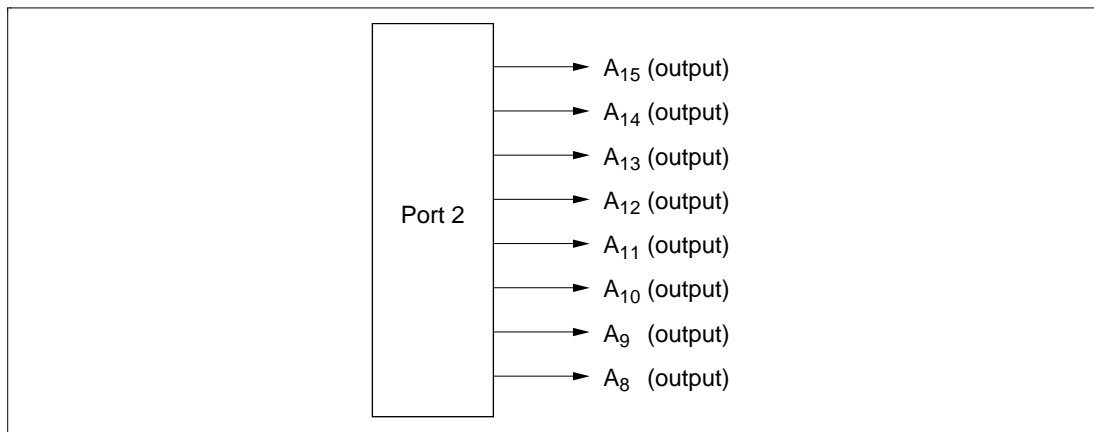 A15 (output)
A14 (output)
A13 (output)
A12 (output)
Port 2
A11 (output)
A10 (output)
A9 (output)
A8 (output)